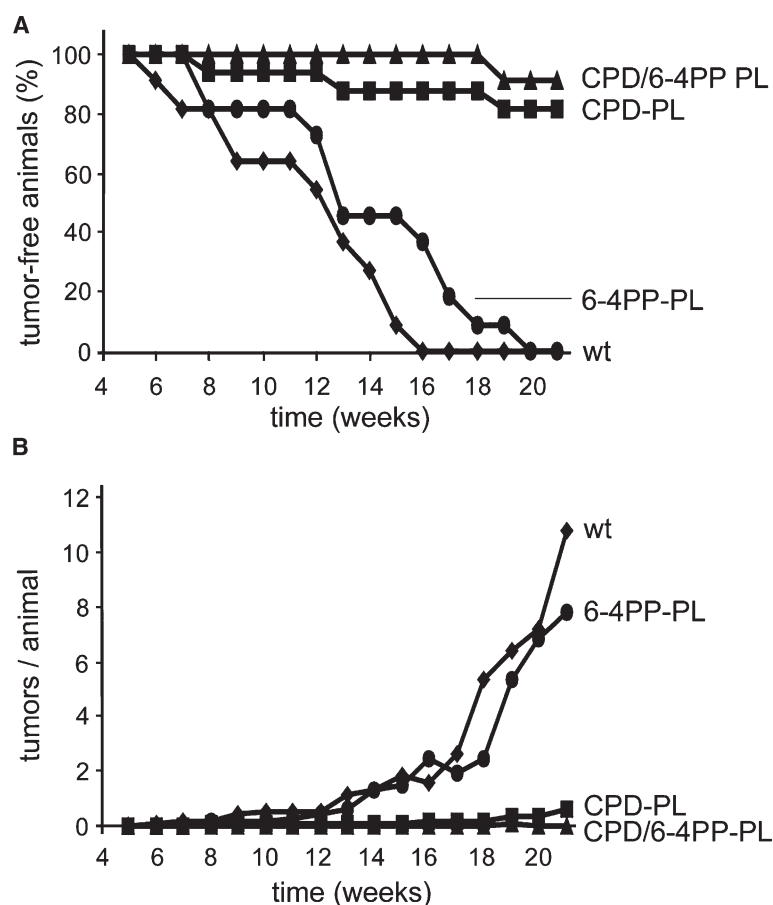 A
tumor-free animals (%)
100
80
60
40
20
0
4 6 8 10 12 14 16 18 20
time (weeks)
CPD/6-4PP PL
CPD-PL
6-4PP-PL
wt
B
tumors / animal
12
10
8
6
4
2
0
4 6 8 10 12 14 16 18 20
time (weeks)
wt
6-4PP-PL
CPD-PL
CPD/6-4PP-PL